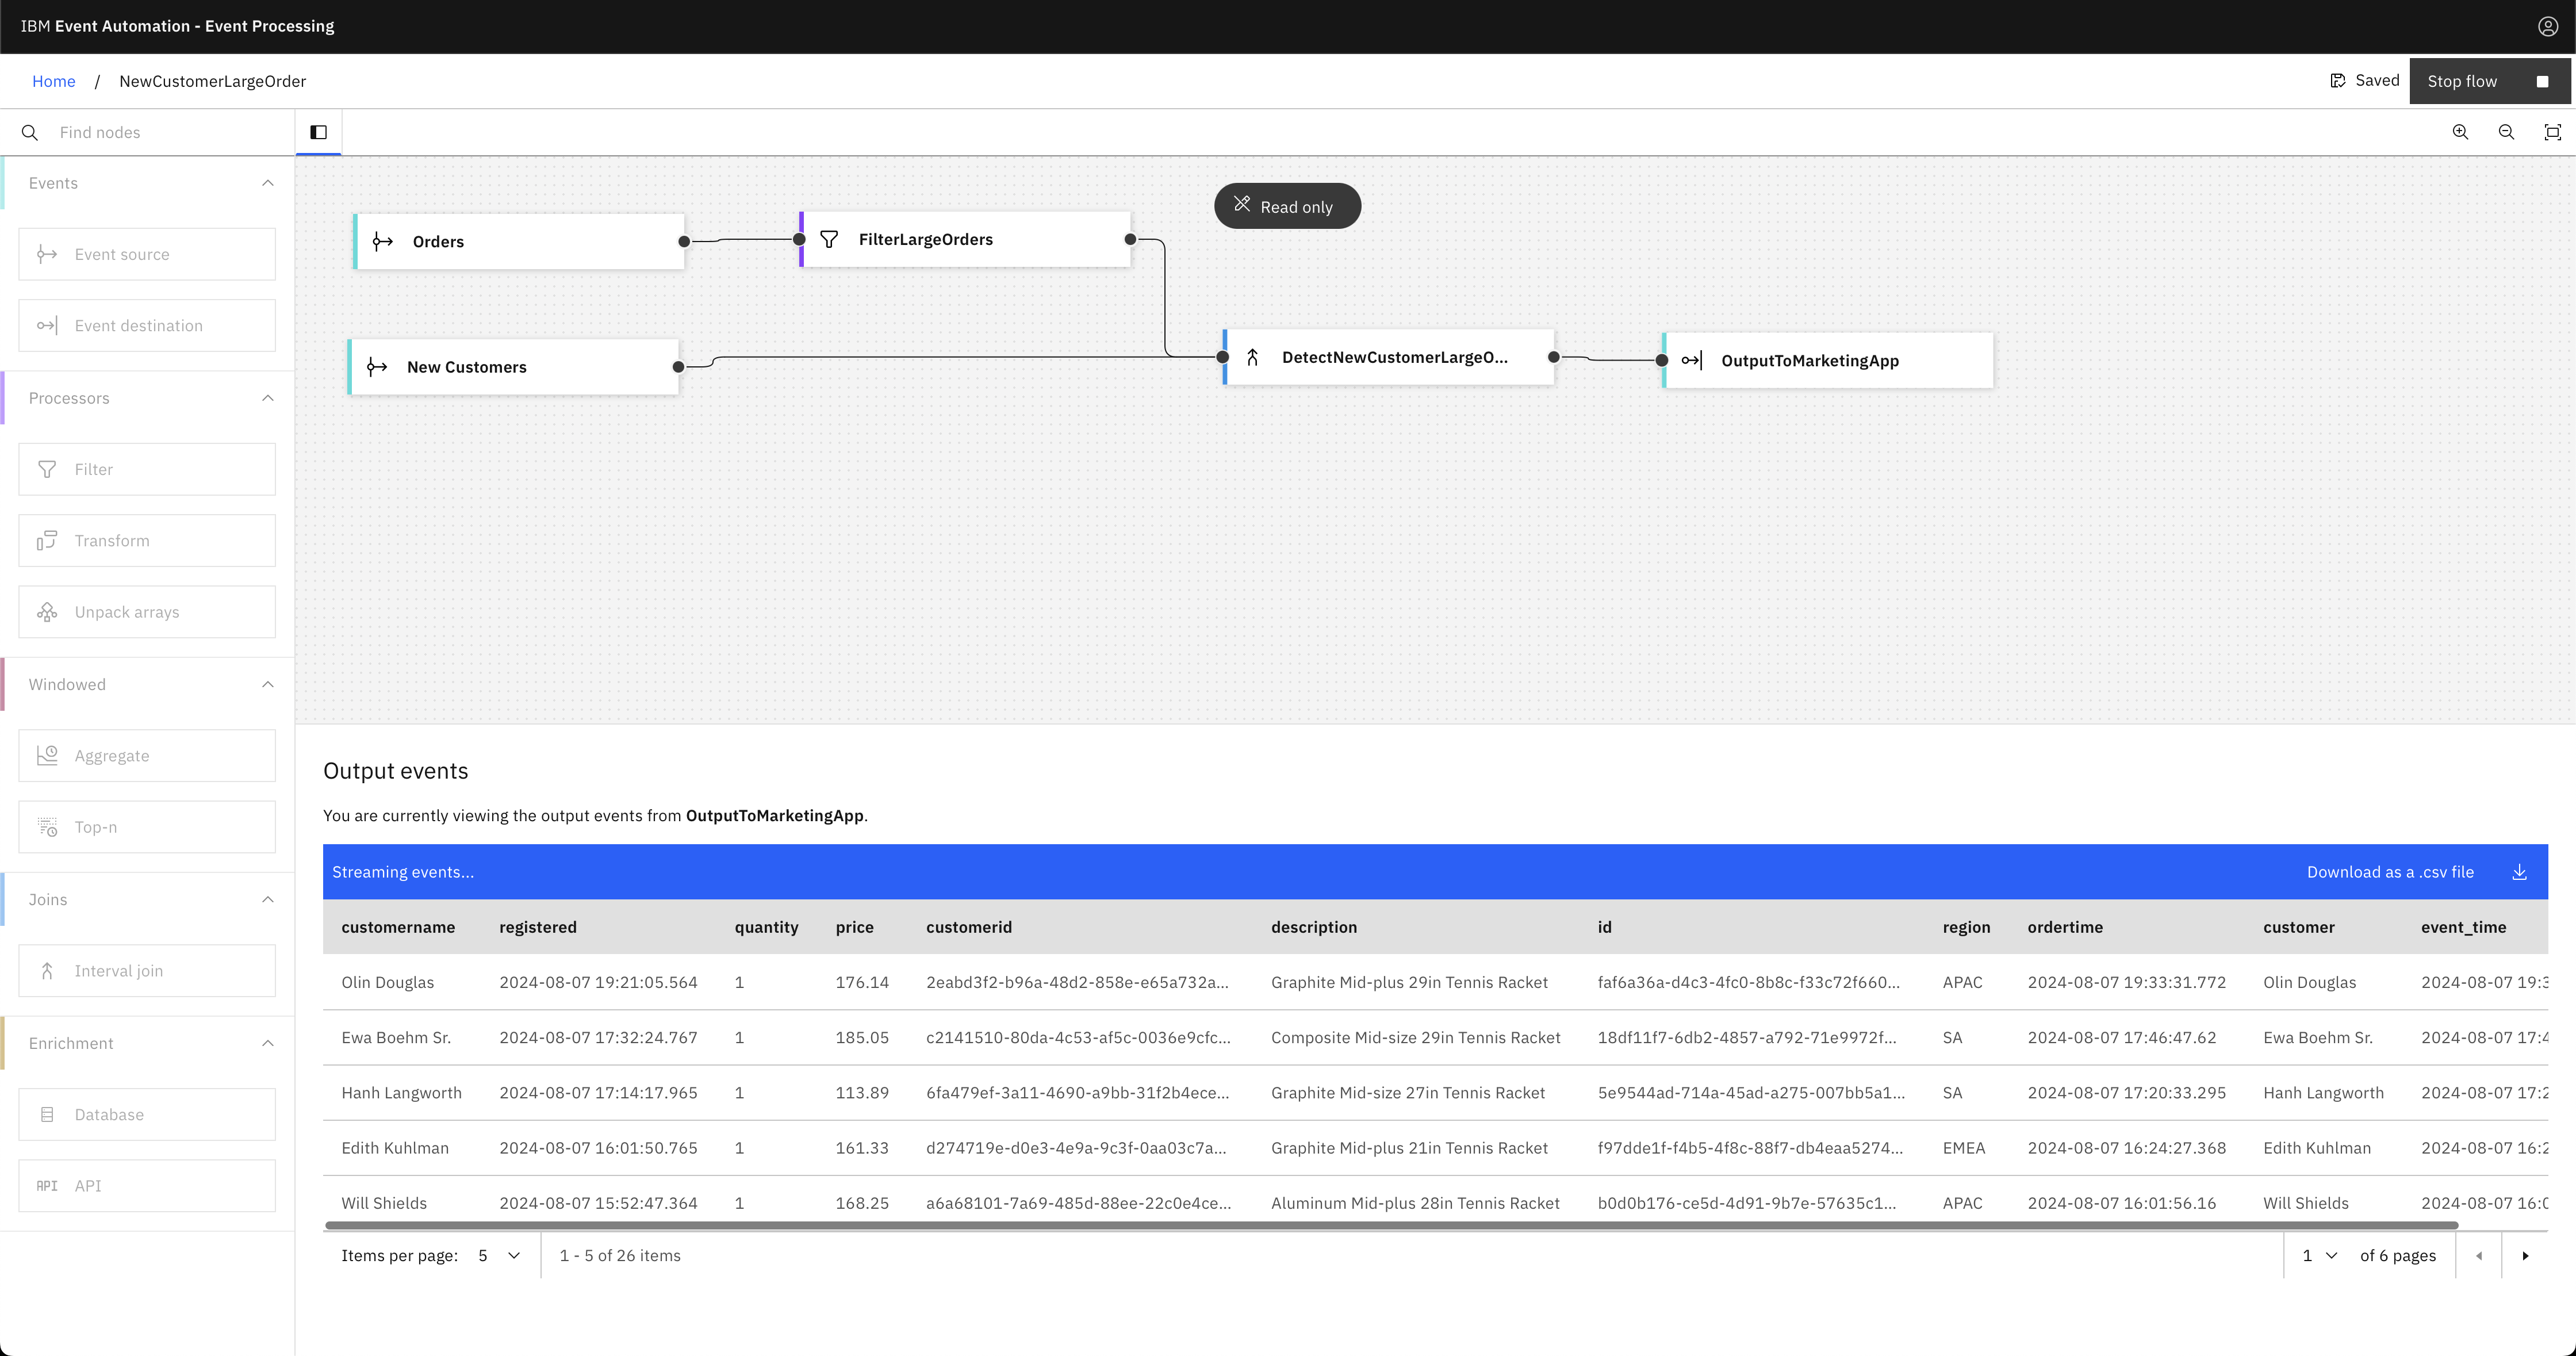 IBM Event Automation - Event Processing
Home / NewCustomerLargeOrder
Saved
Stop flow
Find nodes
Events
Event source
Event destination
Processors
Filter
Transform
Unpack arrays
Windowed
Aggregate
Top-n
Joins
Interval join
Enrichment
Database
API API
Read only
Orders
FilterLargeOrders
New Customers
DetectNewCustomerLargeO...
OutputToMarketingApp
Output events
You are currently viewing the output events from OutputToMarketingApp.
Streaming events... Download as a .csv file
customername registered quantity price customerid description id region ordertime customer event_time
Olin Douglas 2024-08-07 19:21:05.564 1 176.14 2eabd3f2-b96a-48d2-858e-e65a732a... Graphite Mid-plus 29in Tennis Racket faf6a36a-d4c3-4fc0-8b8c-f33c72f660... APAC 2024-08-07 19:33:31.772 Olin Douglas 2024-08-07 19:3
Ewa Boehm Sr. 2024-08-07 17:32:24.767 1 185.05 c2141510-80da-4c53-af5c-0036e9cfc... Composite Mid-size 29in Tennis Racket 18df11f7-6db2-4857-a792-71e9972f... SA 2024-08-07 17:46:47.62 Ewa Boehm Sr. 2024-08-07 17:4
Hanh Langworth 2024-08-07 17:14:17.965 1 113.89 6fa479ef-3a11-4690-a9bb-31f2b4ece... Graphite Mid-size 27in Tennis Racket 5e9544ad-714a-45ad-a275-007bb5a1... SA 2024-08-07 17:20:33.295 Hanh Langworth 2024-08-07 17:2
Edith Kuhlman 2024-08-07 16:01:50.765 1 161.33 d274719e-d0e3-4e9a-9c3f-0aa03c7a... Graphite Mid-plus 21in Tennis Racket f97dde1f-f4b5-4f8c-88f7-db4eaa5274... EMEA 2024-08-07 16:24:27.368 Edith Kuhlman 2024-08-07 16:2
Will Shields 2024-08-07 15:52:47.364 1 168.25 a6a68101-7a69-485d-88ee-22c0e4ce... Aluminum Mid-plus 28in Tennis Racket b0d0b176-ce5d-4d91-9b7e-57635c1... APAC 2024-08-07 16:01:56.16 Will Shields 2024-08-07 16:0
Items per page: 5 1 - 5 of 26 items 1 of 6 pages